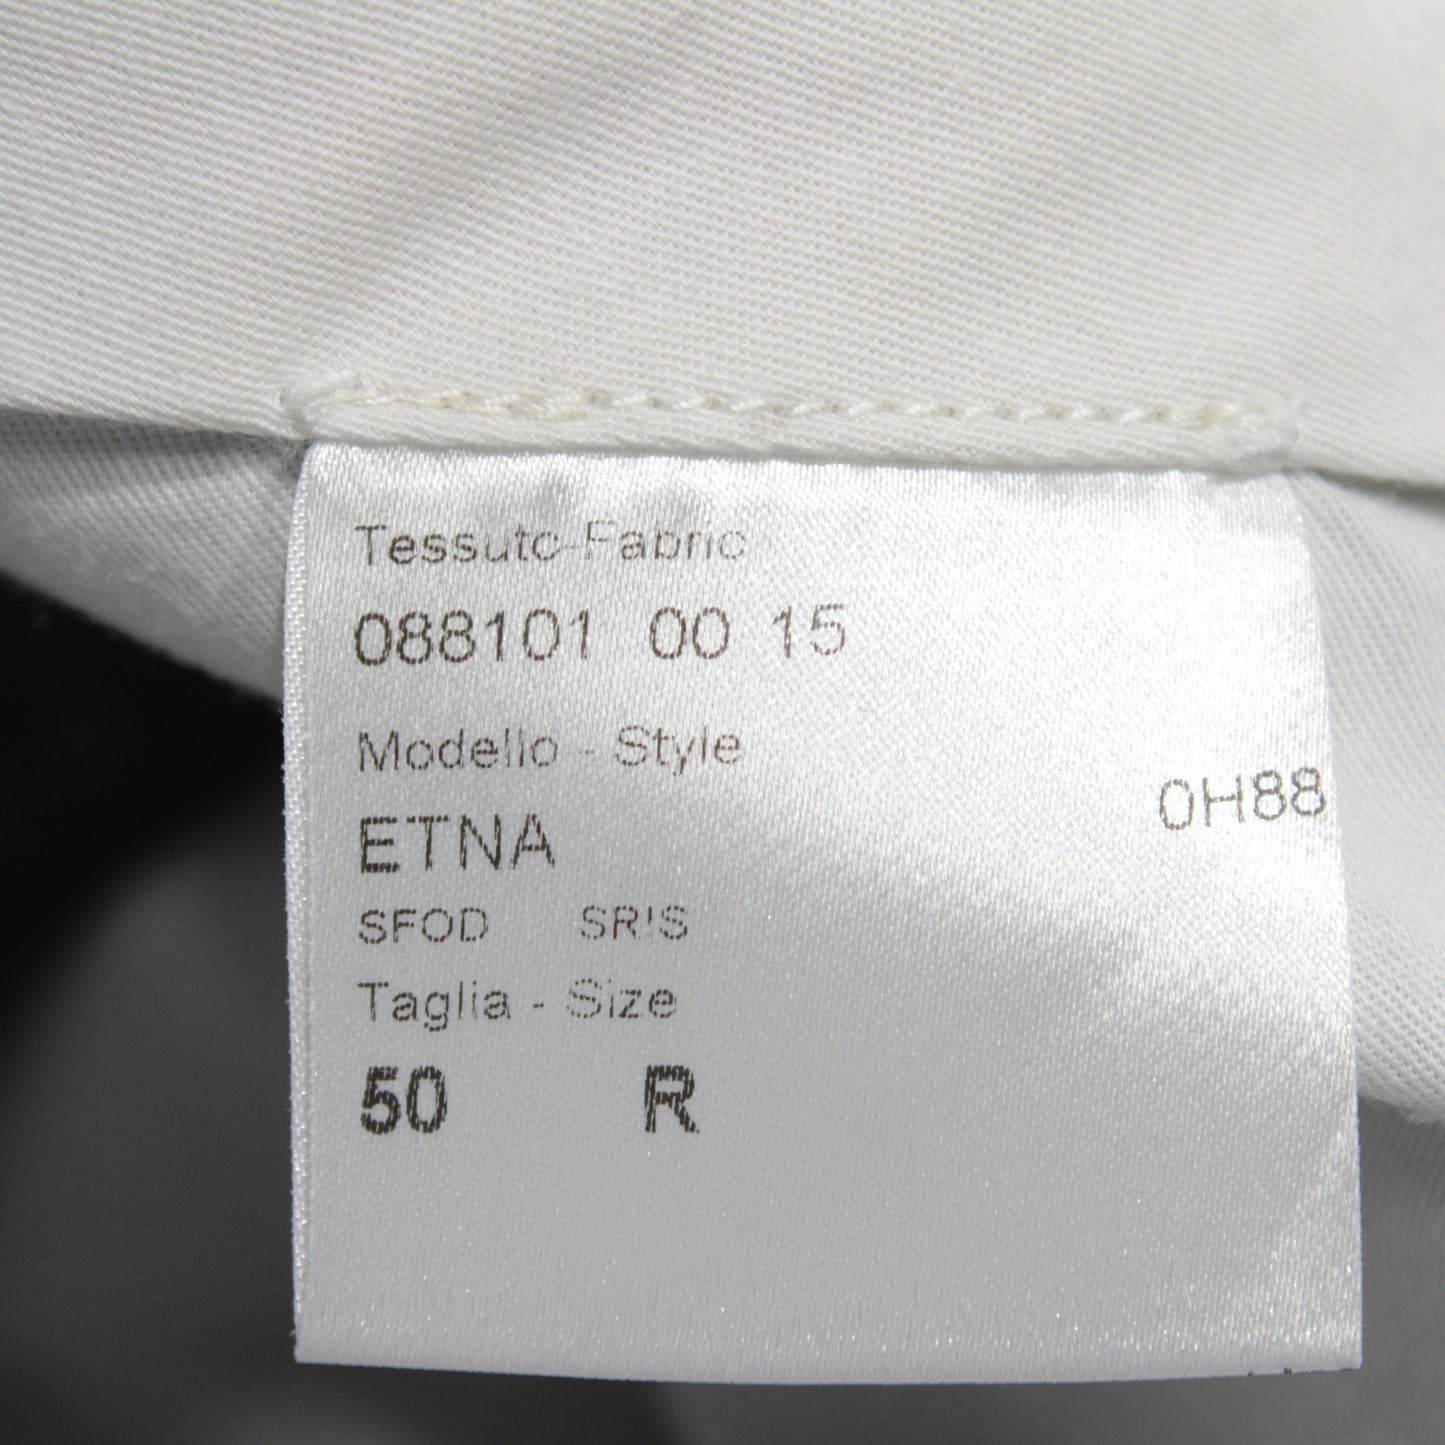 Tessuto-Fabric
088101 00 15
Modello - Style
0H88
ETNA
SFOD SR!S
Taglia - Size
50 R